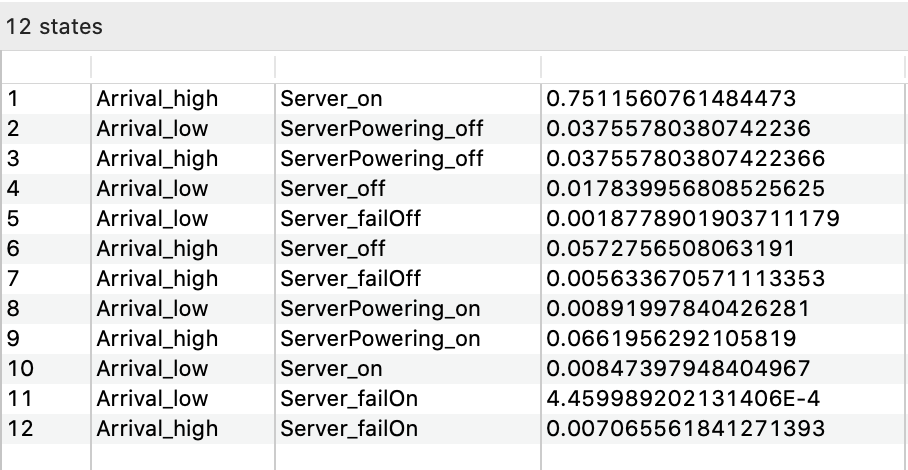 12 states
1 Arrival_high Server_on 0.7511560761484473
2 Arrival_low ServerPowering_off 0.03755780380742236
3 Arrival_high ServerPowering_off 0.037557803807422366
4 Arrival_low Server_off 0.017839956808525625
5 Arrival_low Server_failOff 0.0018778901903711179
6 Arrival_high Server_off 0.0572756508063191
7 Arrival_high Server_failOff 0.005633670571113353
8 Arrival_low ServerPowering_on 0.008919978404262​81
9 Arrival_high ServerPowering_on 0.0661956292105819
10 Arrival_low Server_on 0.00847397948404967
11 Arrival_low Server_failOn 4.459989202131406E-4
12 Arrival_high Server_failOn 0.007065561841271393